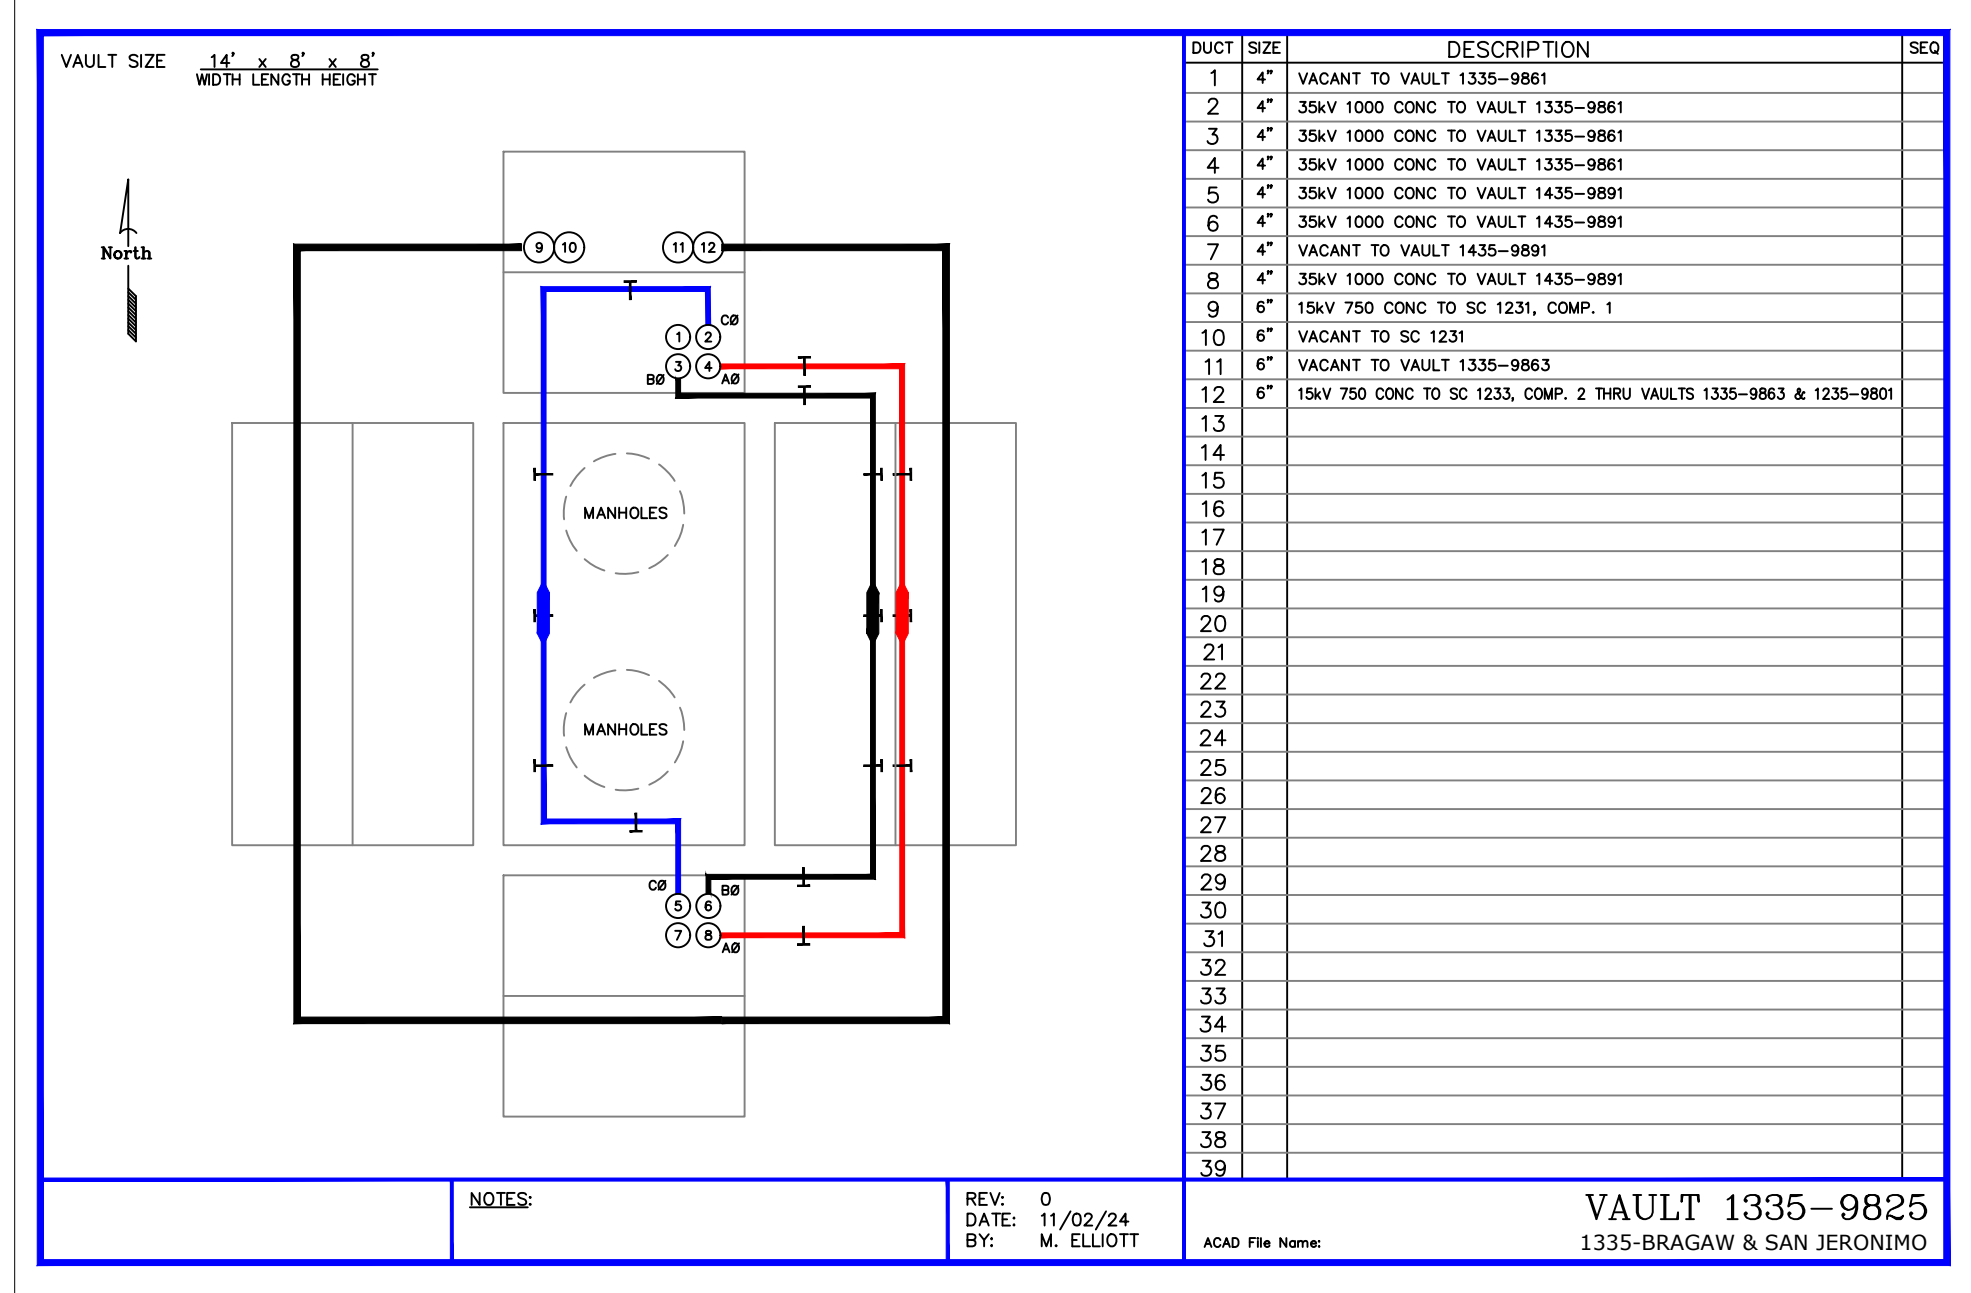 VAULT SIZE 14' x 8' x 8'
WIDTH LENGTH HEIGHT
North
9 10 11 12
CØ
1 2
3 4
BØ AØ
MANHOLES
MANHOLES
CØ BØ
5 6
7 8
AØ
DUCT SIZE DESCRIPTION SEQ
1 4" VACANT TO VAULT 1335-9861
2 4" 35kV 1000 CONC TO VAULT 1335-9861
3 4" 35kV 1000 CONC TO VAULT 1335-9861
4 4" 35kV 1000 CONC TO VAULT 1335-9861
5 4" 35kV 1000 CONC TO VAULT 1435-9891
6 4" 35kV 1000 CONC TO VAULT 1435-9891
7 4" VACANT TO VAULT 1435-9891
8 4" 35kV 1000 CONC TO VAULT 1435-9891
9 6" 15kV 750 CONC TO SC 1231, COMP. 1
10 6" VACANT TO SC 1231
11 6" VACANT TO VAULT 1335-9863
12 6" 15kV 750 CONC TO SC 1233, COMP. 2 THRU VAULTS 1335-9863 & 1235-9801
13
14
15
16
17
18
19
20
21
22
23
24
25
26
27
28
29
30
31
32
33
34
35
36
37
38
39
NOTES:
REV: 0
DATE: 11/02/24
BY: M. ELLIOTT
VAULT 1335-9825
ACAD File Name:
1335-BRAGAW & SAN JERONIMO